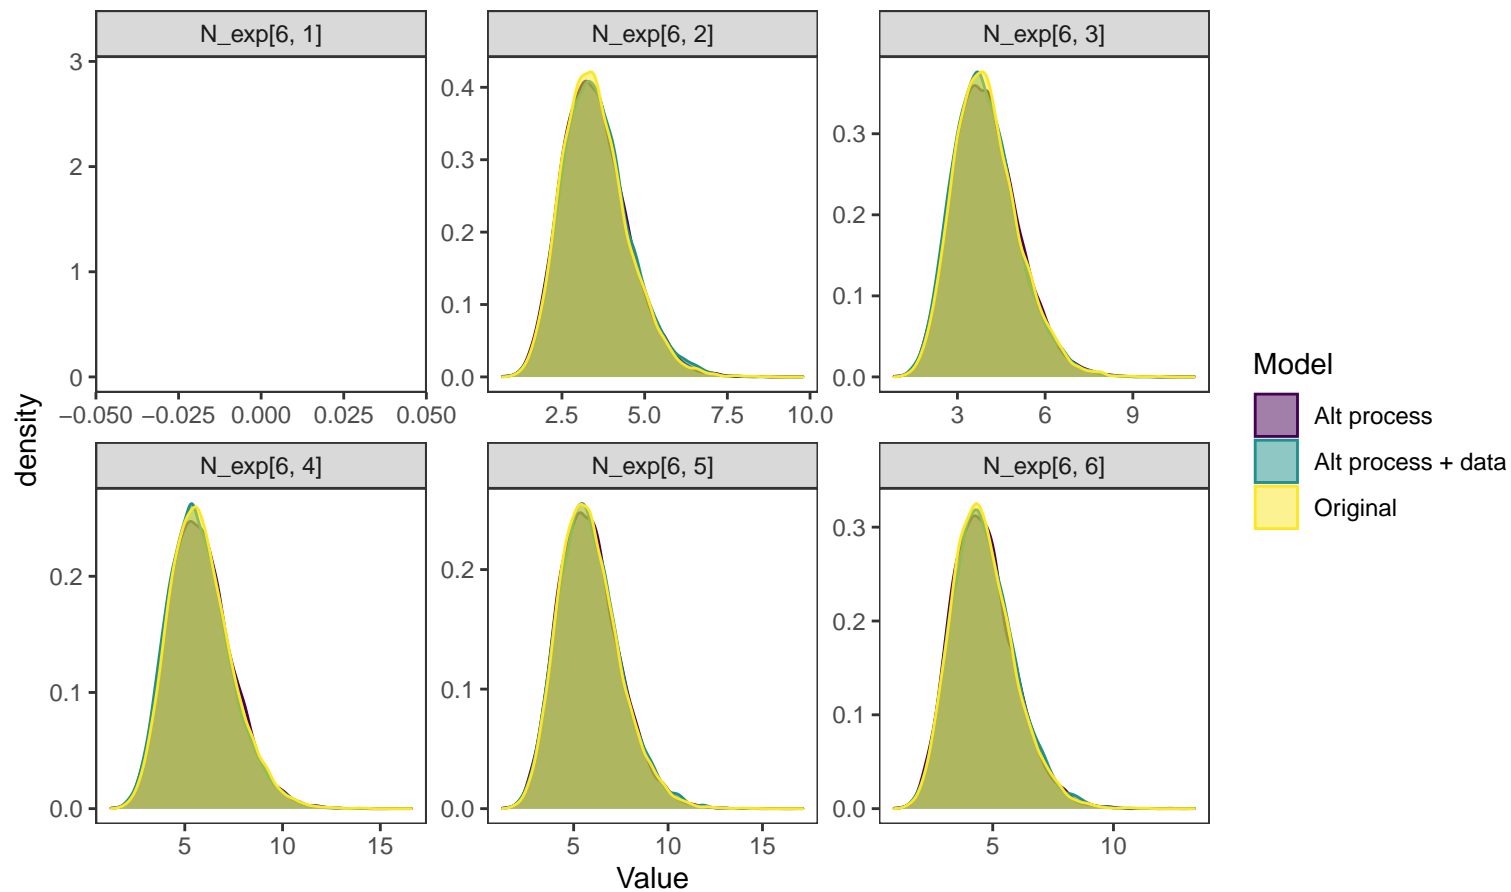 N_exp[6, 1] N_exp[6, 2] N_exp[6, 3]
3
2
1
0
−0.050 −0.025 0.000 0.025 0.050
0.4
0.3
0.2
0.1
0.0
2.5 5.0 7.5 10.0
0.3
0.2
0.1
0.0
3 6 9
density
N_exp[6, 4] N_exp[6, 5] N_exp[6, 6]
0.2
0.1
0.0
5 10 15
0.2
0.1
0.0
5 10 15
0.3
0.2
0.1
0.0
5 10
Value
Model
Alt process
Alt process + data
Original